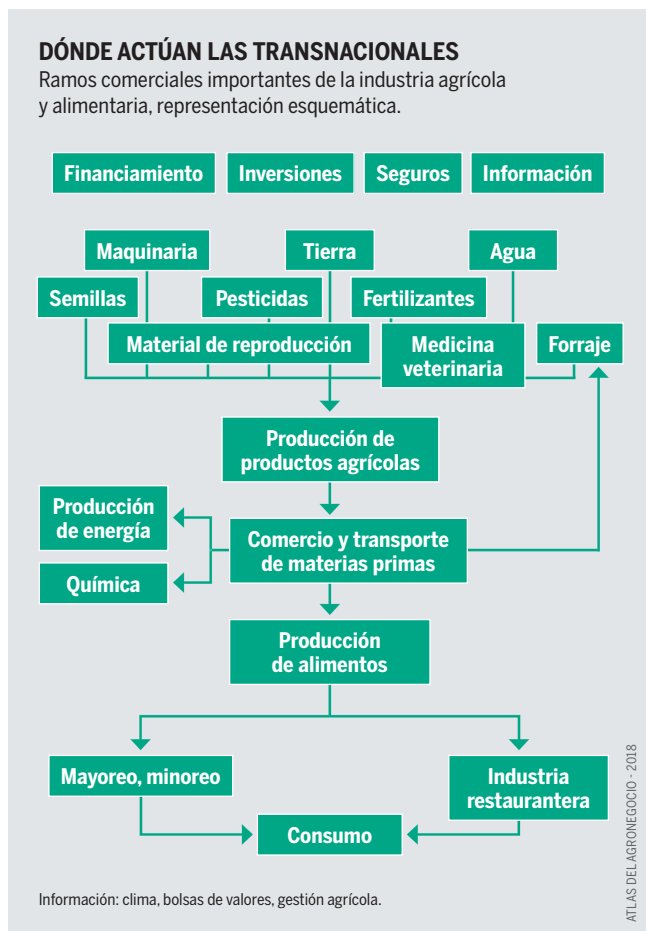 DÓNDE ACTÚAN LAS TRANSNACIONALES
Ramos comerciales importantes de la industria agrícola
y alimentaria, representación esquemática.
Financiamiento
Inversiones
Seguros
Información
Maquinaria
Tierra
Agua
Semillas
Pesticidas
Fertilizantes
Material de reproducción
Medicina
veterinaria
Forraje
Producción de
productos agrícolas
Producción
de energía
Comercio y transporte
de materias primas
Química
Producción
de alimentos
Mayoreo, minoreo
Industria
restaurantera
Consumo
Información: clima, bolsas de valores, gestión agrícola.
ATLAS DEL AGRONEGOCIO - 2018